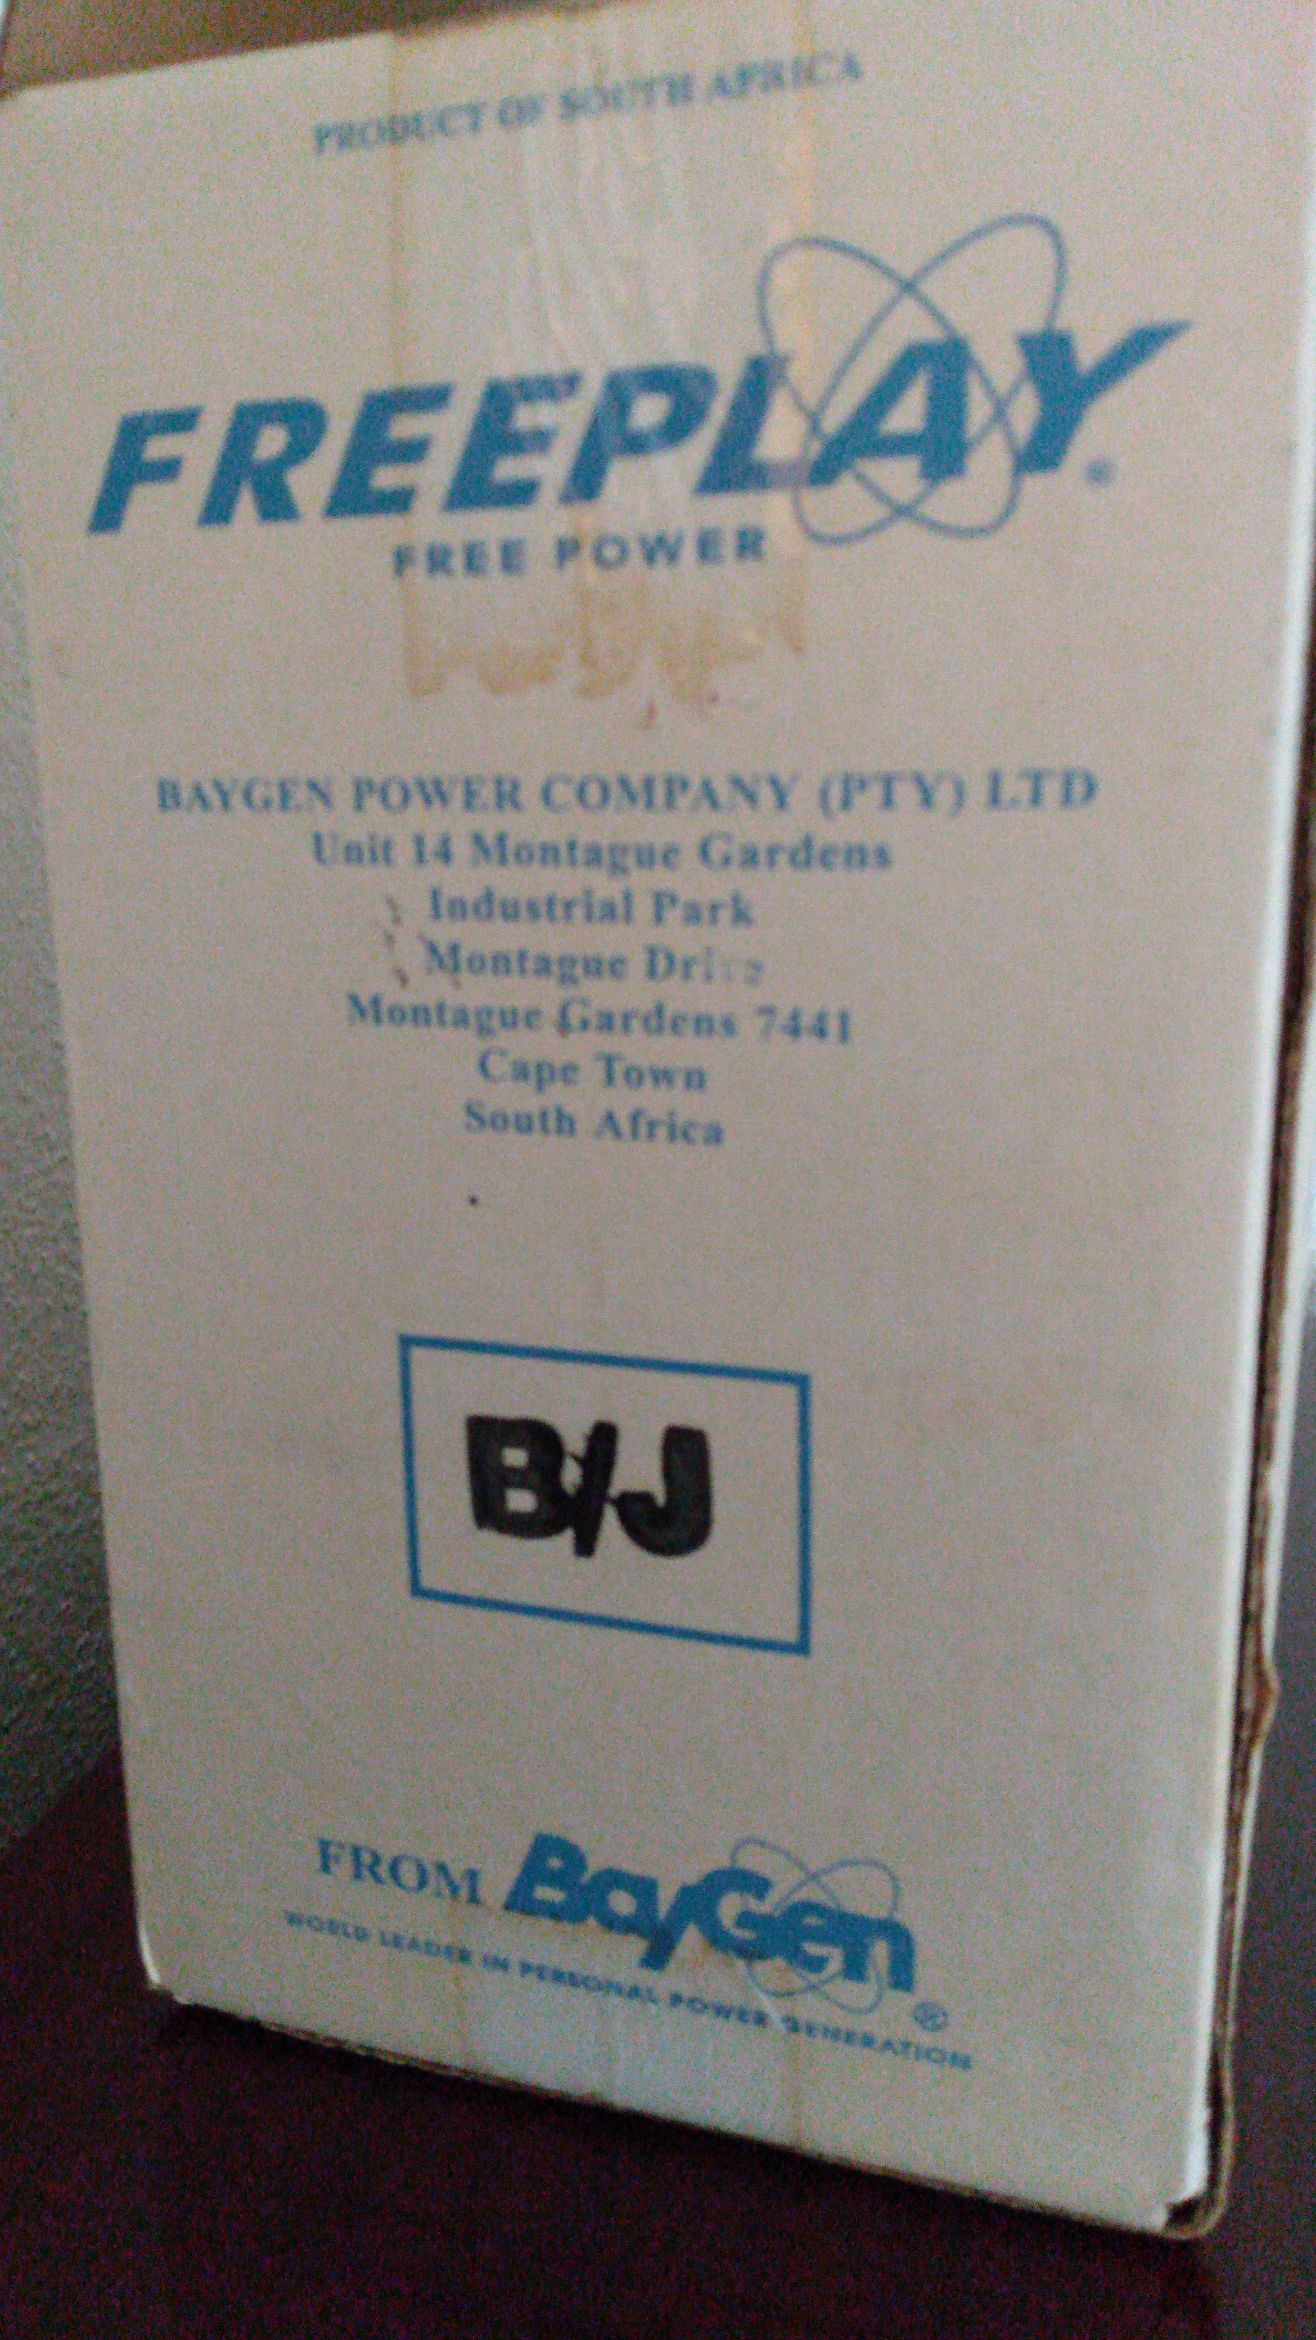 PRODUCT OF SOUTH AFRICA
FREEPLAY®
FREE POWER
BAYGEN POWER COMPANY (PTY) LTD
Unit 14 Montague Gardens
Industrial Park
Montague Drive
Montague Gardens 7441
Cape Town
South Africa
B/J
FROM BayGen®
WORLD LEADER IN PERSONAL POWER GENERATION